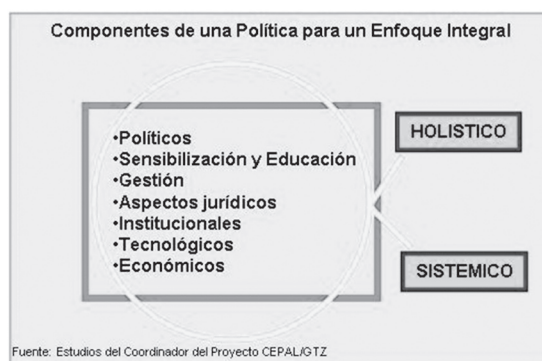 Componentes de una Política para un Enfoque Integral
•Políticos
•Sensibilización y Educación
•Gestión
•Aspectos jurídicos
•Institucionales
•Tecnológicos
•Económicos
HOLISTICO
SISTEMICO
Fuente: Estudios del Coordinador del Proyecto CEPAL/GTZ